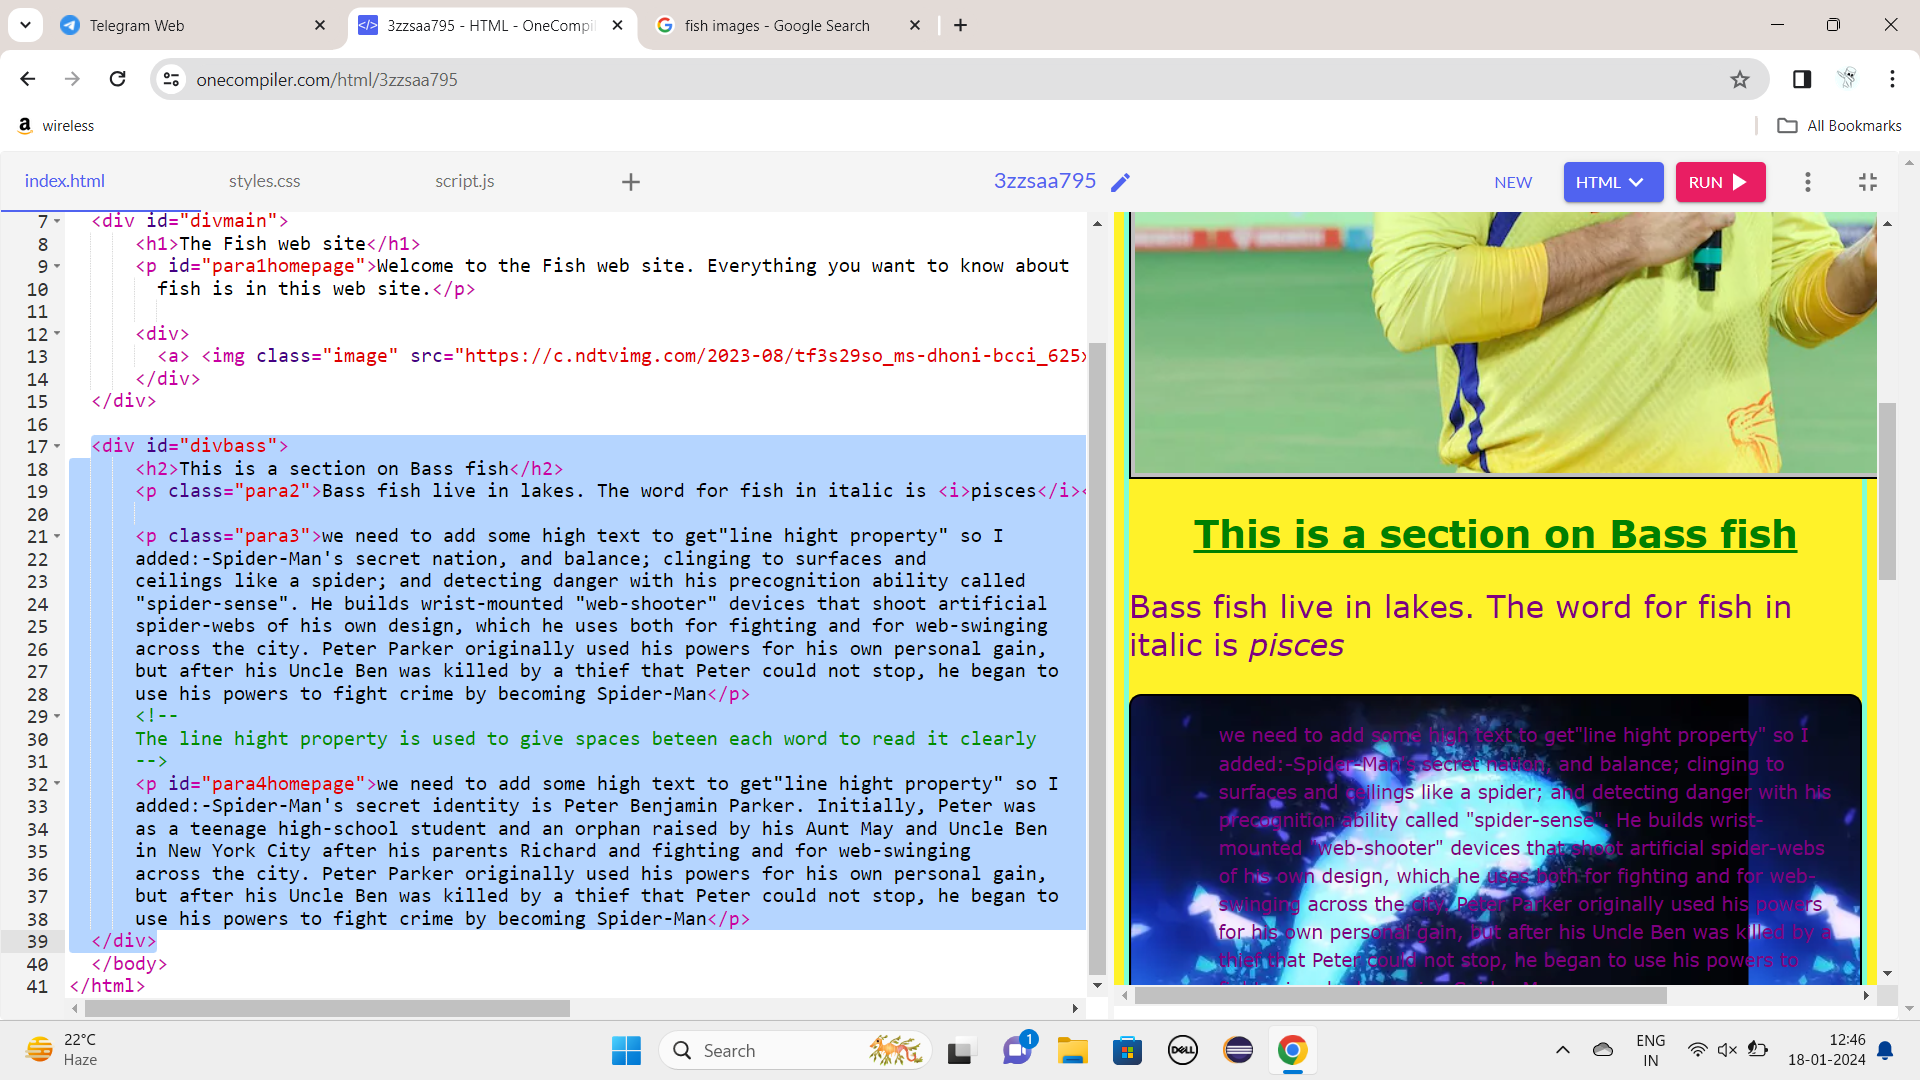 Telegram Web
3zzsaa795 - HTML - OneCompil
fish images - Google Search
onecompiler.com/html/3zzsaa795
wireless
All Bookmarks
index.html
styles.css
script.js
3zzsaa795
NEW
HTML
RUN
7 <div id="divmain">
8 <h1>The Fish web site</h1>
9 <p id="para1homepage">Welcome to the Fish web site. Everything you want to know about
10 fish is in this web site.</p>
11
12 <div>
13 <a> <img class="image" src="https://c.ndtvimg.com/2023-08/tf3s29so_ms-dhoni-bcci_625x
14 </div>
15 </div>
16
17 <div id="divbass">
18 <h2>This is a section on Bass fish</h2>
19 <p class="para2">Bass fish live in lakes. The word for fish in italic is <i>pisces</i><
20
21 <p class="para3">we need to add some high text to get"line hight property" so I
22 added:-Spider-Man's secret nation, and balance; clinging to surfaces and
23 ceilings like a spider; and detecting danger with his precognition ability called
24 "spider-sense". He builds wrist-mounted "web-shooter" devices that shoot artificial
25 spider-webs of his own design, which he uses both for fighting and for web-swinging
26 across the city. Peter Parker originally used his powers for his own personal gain,
27 but after his Uncle Ben was killed by a thief that Peter could not stop, he began to
28 use his powers to fight crime by becoming Spider-Man</p>
29 <!--
30 The line hight property is used to give spaces beteen each word to read it clearly
31 -->
32 <p id="para4homepage">we need to add some high text to get"line hight property" so I
33 added:-Spider-Man's secret identity is Peter Benjamin Parker. Initially, Peter was
34 as a teenage high-school student and an orphan raised by his Aunt May and Uncle Ben
35 in New York City after his parents Richard and fighting and for web-swinging
36 across the city. Peter Parker originally used his powers for his own personal gain,
37 but after his Uncle Ben was killed by a thief that Peter could not stop, he began to
38 use his powers to fight crime by becoming Spider-Man</p>
39 </div>
40 </body>
41 </html>
This is a section on Bass fish
Bass fish live in lakes. The word for fish in
italic is pisces
we need to add some high text to get"line hight property" so I
added:-Spider-Man's secret nation, and balance; clinging to
surfaces and ceilings like a spider; and detecting danger with his
precognition ability called "spider-sense". He builds wrist-
mounted "web-shooter" devices that shoot artificial spider-webs
of his own design, which he uses both for fighting and for web-
swinging across the city. Peter Parker originally used his powers
for his own personal gain, but after his Uncle Ben was killed by a
thief that Peter could not stop, he began to use his powers to
22°C
Haze
Search
1
DELL
ENG
IN
12:46
18-01-2024